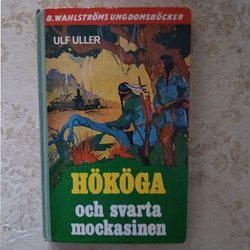 B.WAHLSTRÖMS UNGDOMSBÖCKER
ULF ULLER
HÖKÖGA
och svarta
mockasinen